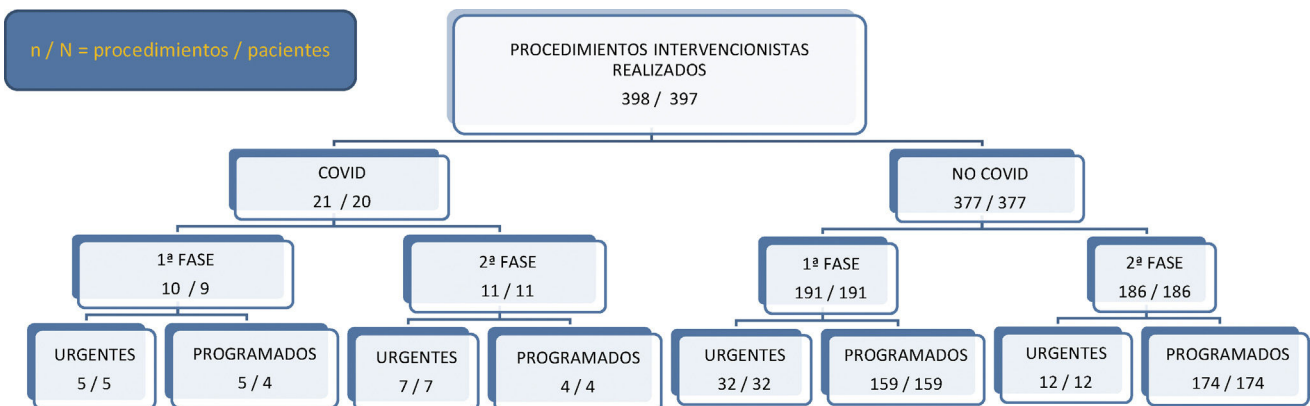 n / N = procedimientos / pacientes
PROCEDIMIENTOS INTERVENCIONISTAS
REALIZADOS
398 / 397
COVID
21 / 20
NO COVID
377 / 377
1ª FASE
10 / 9
2ª FASE
11 / 11
1ª FASE
191 / 191
2ª FASE
186 / 186
URGENTES
5 / 5
PROGRAMADOS
5 / 4
URGENTES
7 / 7
PROGRAMADOS
4 / 4
URGENTES
32 / 32
PROGRAMADOS
159 / 159
URGENTES
12 / 12
PROGRAMADOS
174 / 174